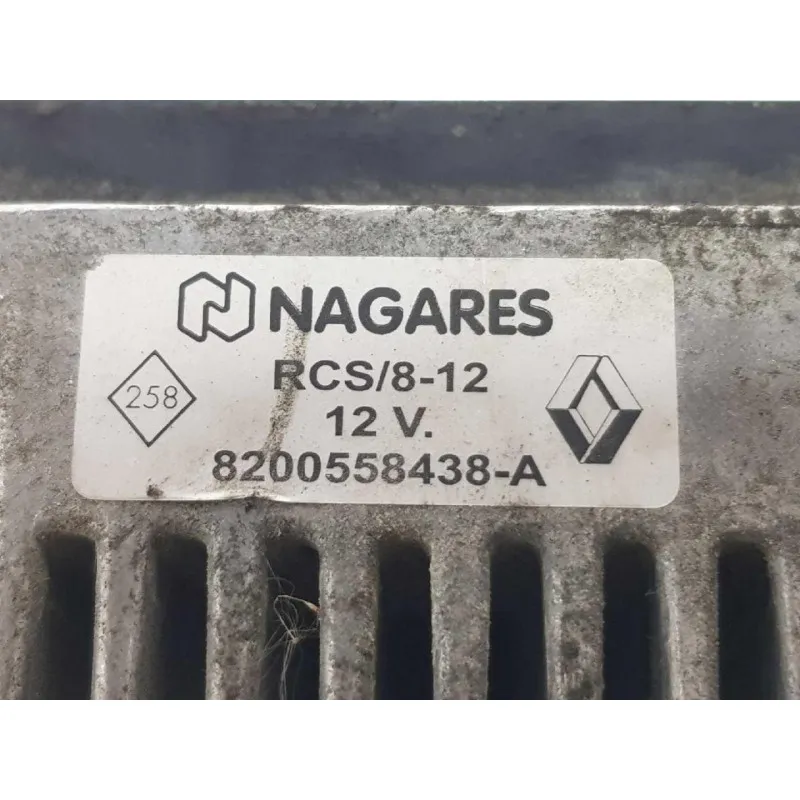 NAGARES
RCS/8-12
258
12 V.
8200558438-A